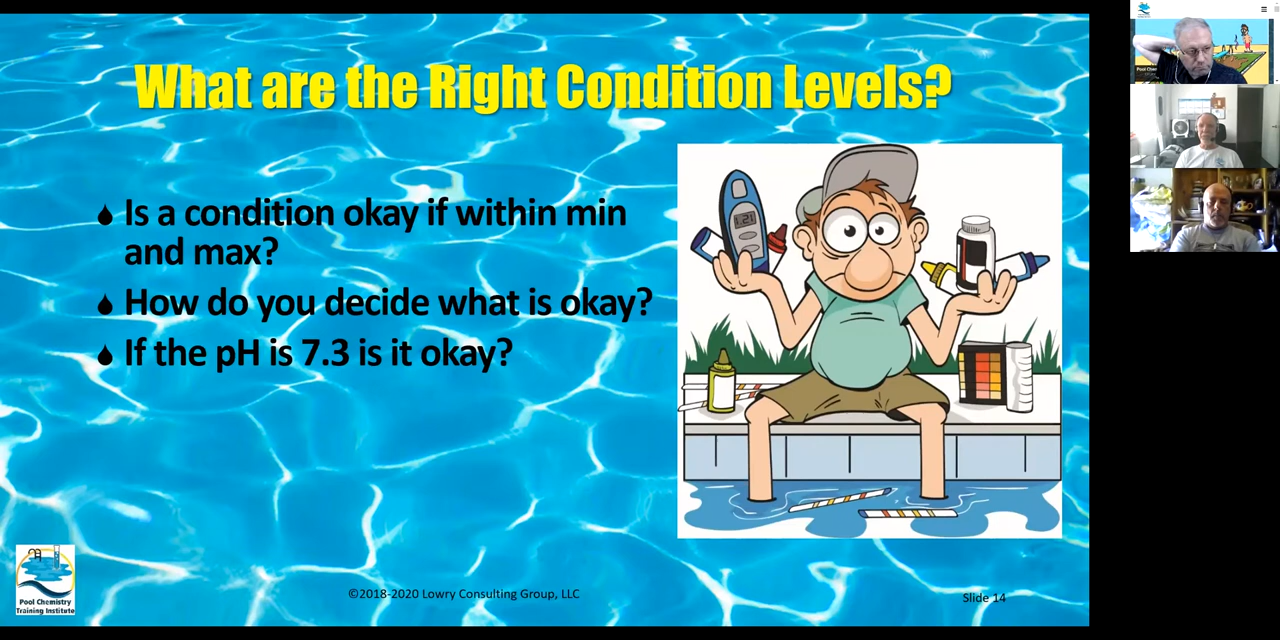 What are the Right Condition Levels?
Is a condition okay if within min
and max?
How do you decide what is okay?
If the pH is 7.3 is it okay?
1.21
Pool Chemistry
Training Institute
©2018-2020 Lowry Consulting Group, LLC
Slide 14